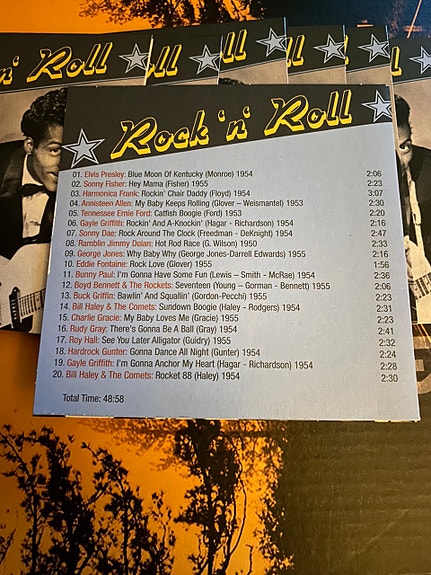 n' Roll
ll
Roll
ll
l
Rock 'n' Roll
01. Elvis Presley: Blue Moon Of Kentucky (Monroe) 1954 2:06
02. Sonny Fisher: Hey Mama (Fisher) 1955 2:23
03. Harmonica Frank: Rockin' Chair Daddy (Floyd) 1954 3:07
04. Annisteen Allen: My Baby Keeps Rolling (Glover – Weismantel) 1953 2:30
05. Tennessee Ernie Ford: Catfish Boogie (Ford) 1953 2:20
06. Gayle Griffith: Rockin' And A-Knockin' (Hagar - Richardson) 1954 2:16
07. Sonny Dae: Rock Around The Clock (Freedman - DeKnight) 1954 2:47
08. Ramblin Jimmy Dolan: Hot Rod Race (G. Wilson) 1950 2:33
09. George Jones: Why Baby Why (George Jones-Darrell Edwards) 1955 2:16
10. Eddie Fontaine: Rock Love (Glover) 1955 1:56
11. Bunny Paul: I'm Gonna Have Some Fun (Lewis – Smith - McRae) 1954 2:36
12. Boyd Bennett & The Rockets: Seventeen (Young – Gorman - Bennett) 1955 2:06
13. Buck Griffin: Bawlin' And Squallin' (Gordon-Pecchi) 1955 2:23
14. Bill Haley & The Comets: Sundown Boogie (Haley - Rodgers) 1954 2:31
15. Charlie Gracie: My Baby Loves Me (Gracie) 1955 2:23
16. Rudy Gray: There's Gonna Be A Ball (Gray) 1954 2:41
17. Roy Hall: See You Later Alligator (Guidry) 1955 2:32
18. Hardrock Gunter: Gonna Dance All Night (Gunter) 1954 2:24
19. Gayle Griffith: I'm Gonna Anchor My Heart (Hagar - Richardson) 1954 2:28
20. Bill Haley & The Comets: Rocket 88 (Haley) 1954 2:30
Total Time: 48:58